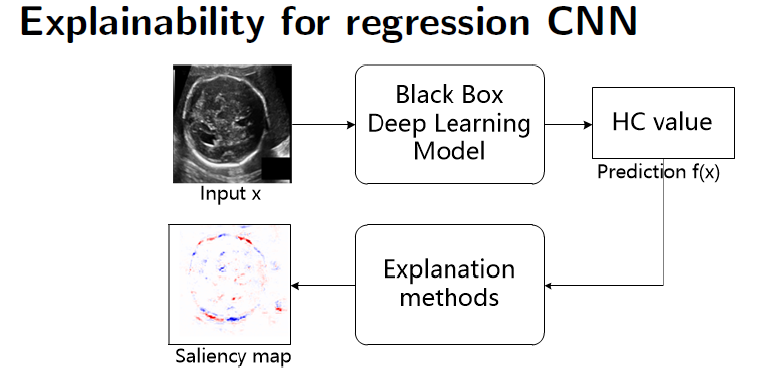 Explainability for regression CNN
Black Box
Deep Learning
Model
HC value
Input x
Prediction f(x)
Explanation
methods
Saliency map